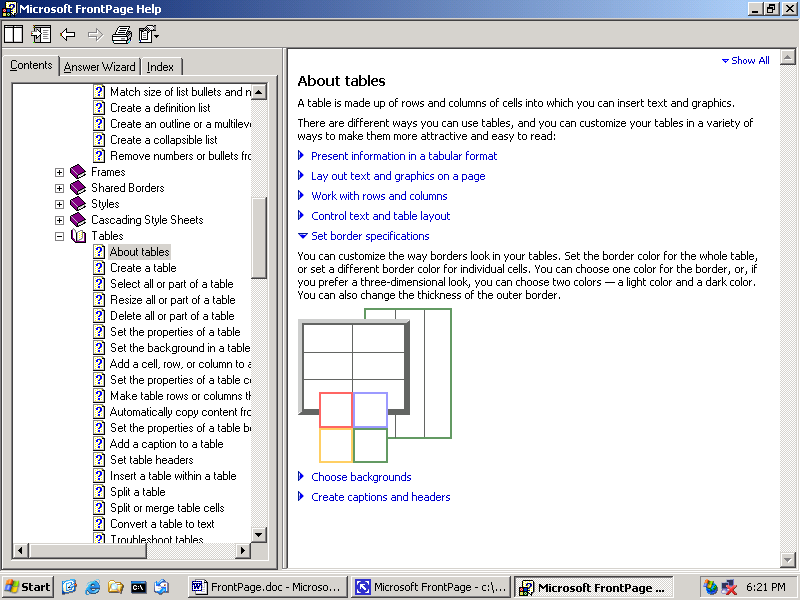 Microsoft FrontPage Help
Contents
Answer Wizard
Index
Match size of list bullets and n
Create a definition list
Create an outline or a multilev
Create a collapsible list
Remove numbers or bullets fro
Frames
Shared Borders
Styles
Cascading Style Sheets
Tables
About tables
Create a table
Select all or part of a table
Resize all or part of a table
Delete all or part of a table
Set the properties of a table
Set the background in a table
Add a cell, row, or column to a
Set the properties of a table c
Make table rows or columns th
Automatically copy content fro
Set the properties of a table b
Add a caption to a table
Set table headers
Insert a table within a table
Split a table
Split or merge table cells
Convert a table to text
Troubleshoot tables
Show All
About tables
A table is made up of rows and columns of cells into which you can insert text and graphics.
There are different ways you can use tables, and you can customize your tables in a variety of
ways to make them more attractive and easy to read:
Present information in a tabular format
Lay out text and graphics on a page
Work with rows and columns
Control text and table layout
Set border specifications
You can customize the way borders look in your tables. Set the border color for the whole table,
or set a different border color for individual cells. You can choose one color for the border, or, if
you prefer a three-dimensional look, you can choose two colors — a light color and a dark color.
You can also change the thickness of the outer border.
Choose backgrounds
Create captions and headers
Start
FrontPage.doc - Microso...
Microsoft FrontPage - c:\...
Microsoft FrontPage ...
6:21 PM